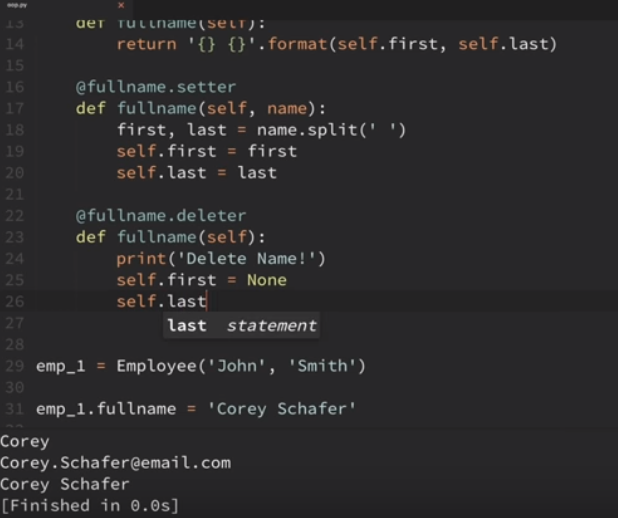 emp.py ×
13 def fullname(self):
14 return '{} {}'.format(self.first, self.last)
15
16 @fullname.setter
17 def fullname(self, name):
18 first, last = name.split(' ')
19 self.first = first
20 self.last = last
21
22 @fullname.deleter
23 def fullname(self):
24 print('Delete Name!')
25 self.first = None
26 self.last
27 last statement
28
29 emp_1 = Employee('John', 'Smith')
30
31 emp_1.fullname = 'Corey Schafer'
Corey
Corey.Schafer@email.com
Corey Schafer
[Finished in 0.0s]